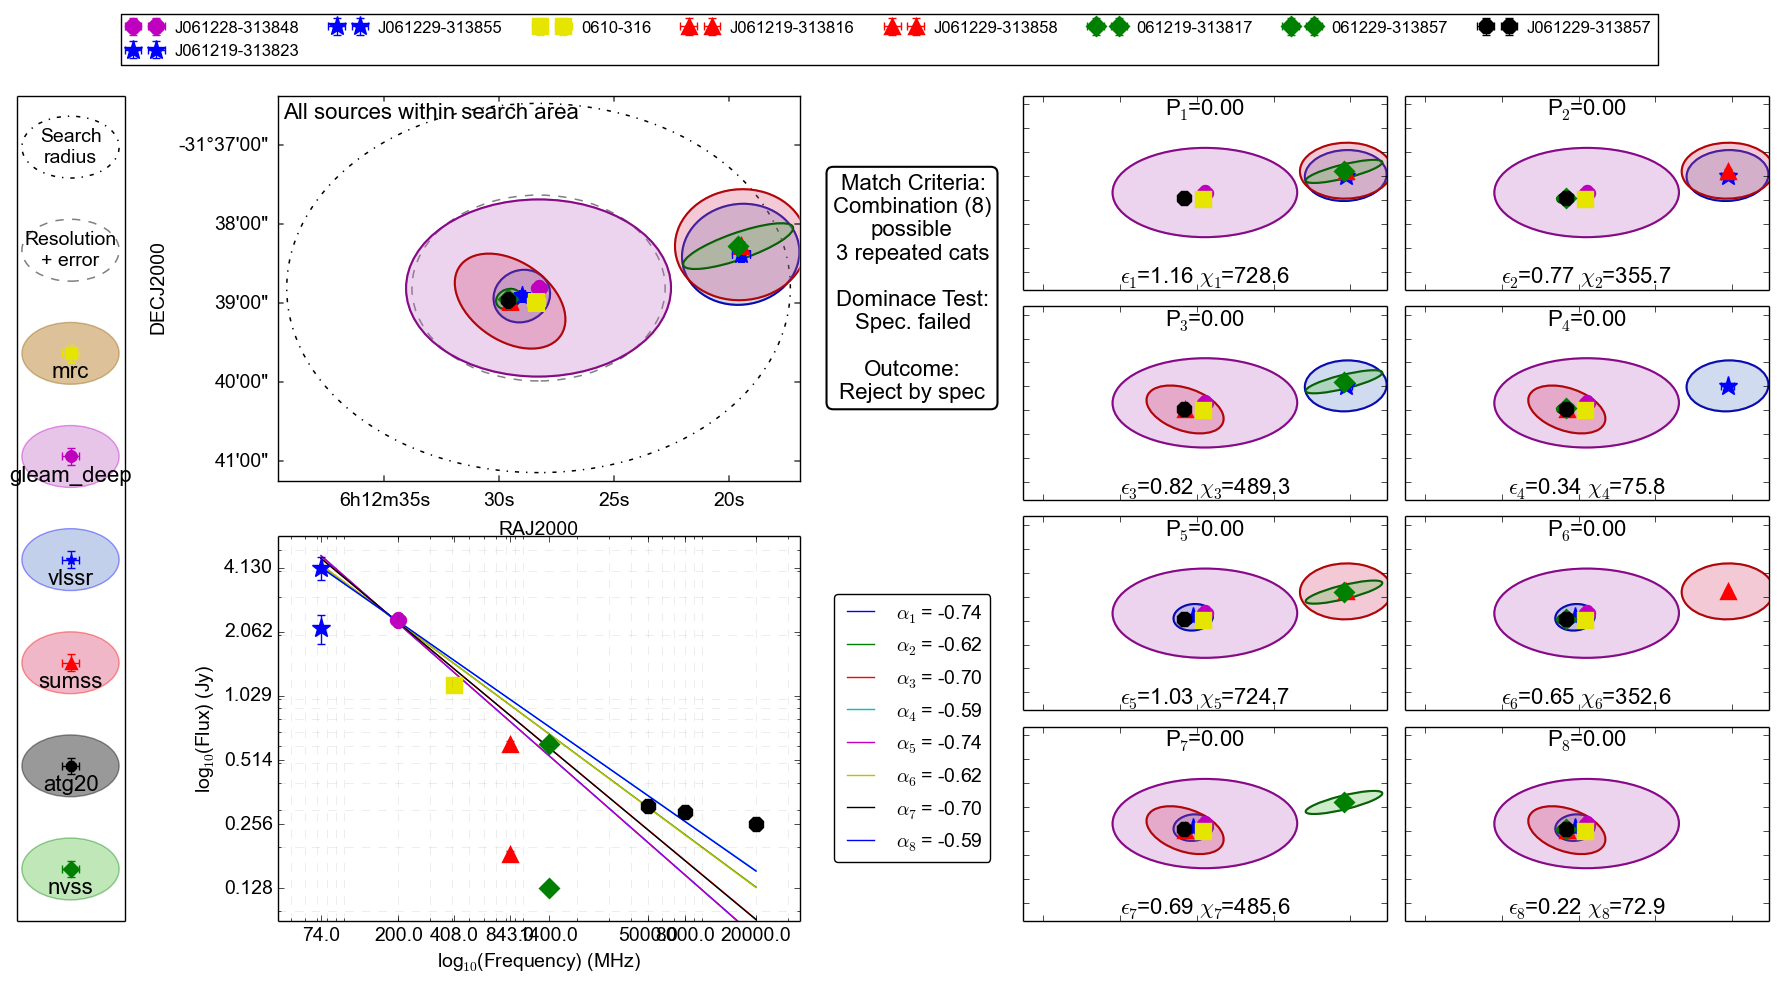 J061228-313848
J061229-313855
0610-316
J061219-313816
J061229-313858
061219-313817
061229-313857
J061229-313857
J061219-313823
Search
radius
Resolution
+ error
mrc
gleam_deep
vlssr
sumss
atg20
nvss
All sources within search area
-31°37'00"
38'00"
39'00"
40'00"
41'00"
DECJ2000
6h12m35s
30s
25s
20s
RAJ2000
Match Criteria:
Combination (8)
possible
3 repeated cats
Dominace Test:
Spec. failed
Outcome:
Reject by spec
4.130
2.062
1.029
0.514
0.256
0.128
log₁₀(Flux) (Jy)
74.0
200.0
408.0
843.0
1400.0
5000.0
8000.0
20000.0
log₁₀(Frequency) (MHz)
α₁ = -0.74
α₂ = -0.62
α₃ = -0.70
α₄ = -0.59
α₅ = -0.74
α₆ = -0.62
α₇ = -0.70
α₈ = -0.59
P₁=0.00
ϵ₁=1.16 χ₁=728.6
P₂=0.00
ϵ₂=0.77 χ₂=355.7
P₃=0.00
ϵ₃=0.82 χ₃=489.3
P₄=0.00
ϵ₄=0.34 χ₄=75.8
P₅=0.00
ϵ₅=1.03 χ₅=724.7
P₆=0.00
ϵ₆=0.65 χ₆=352.6
P₇=0.00
ϵ₇=0.69 χ₇=485.6
P₈=0.00
ϵ₈=0.22 χ₈=72.9